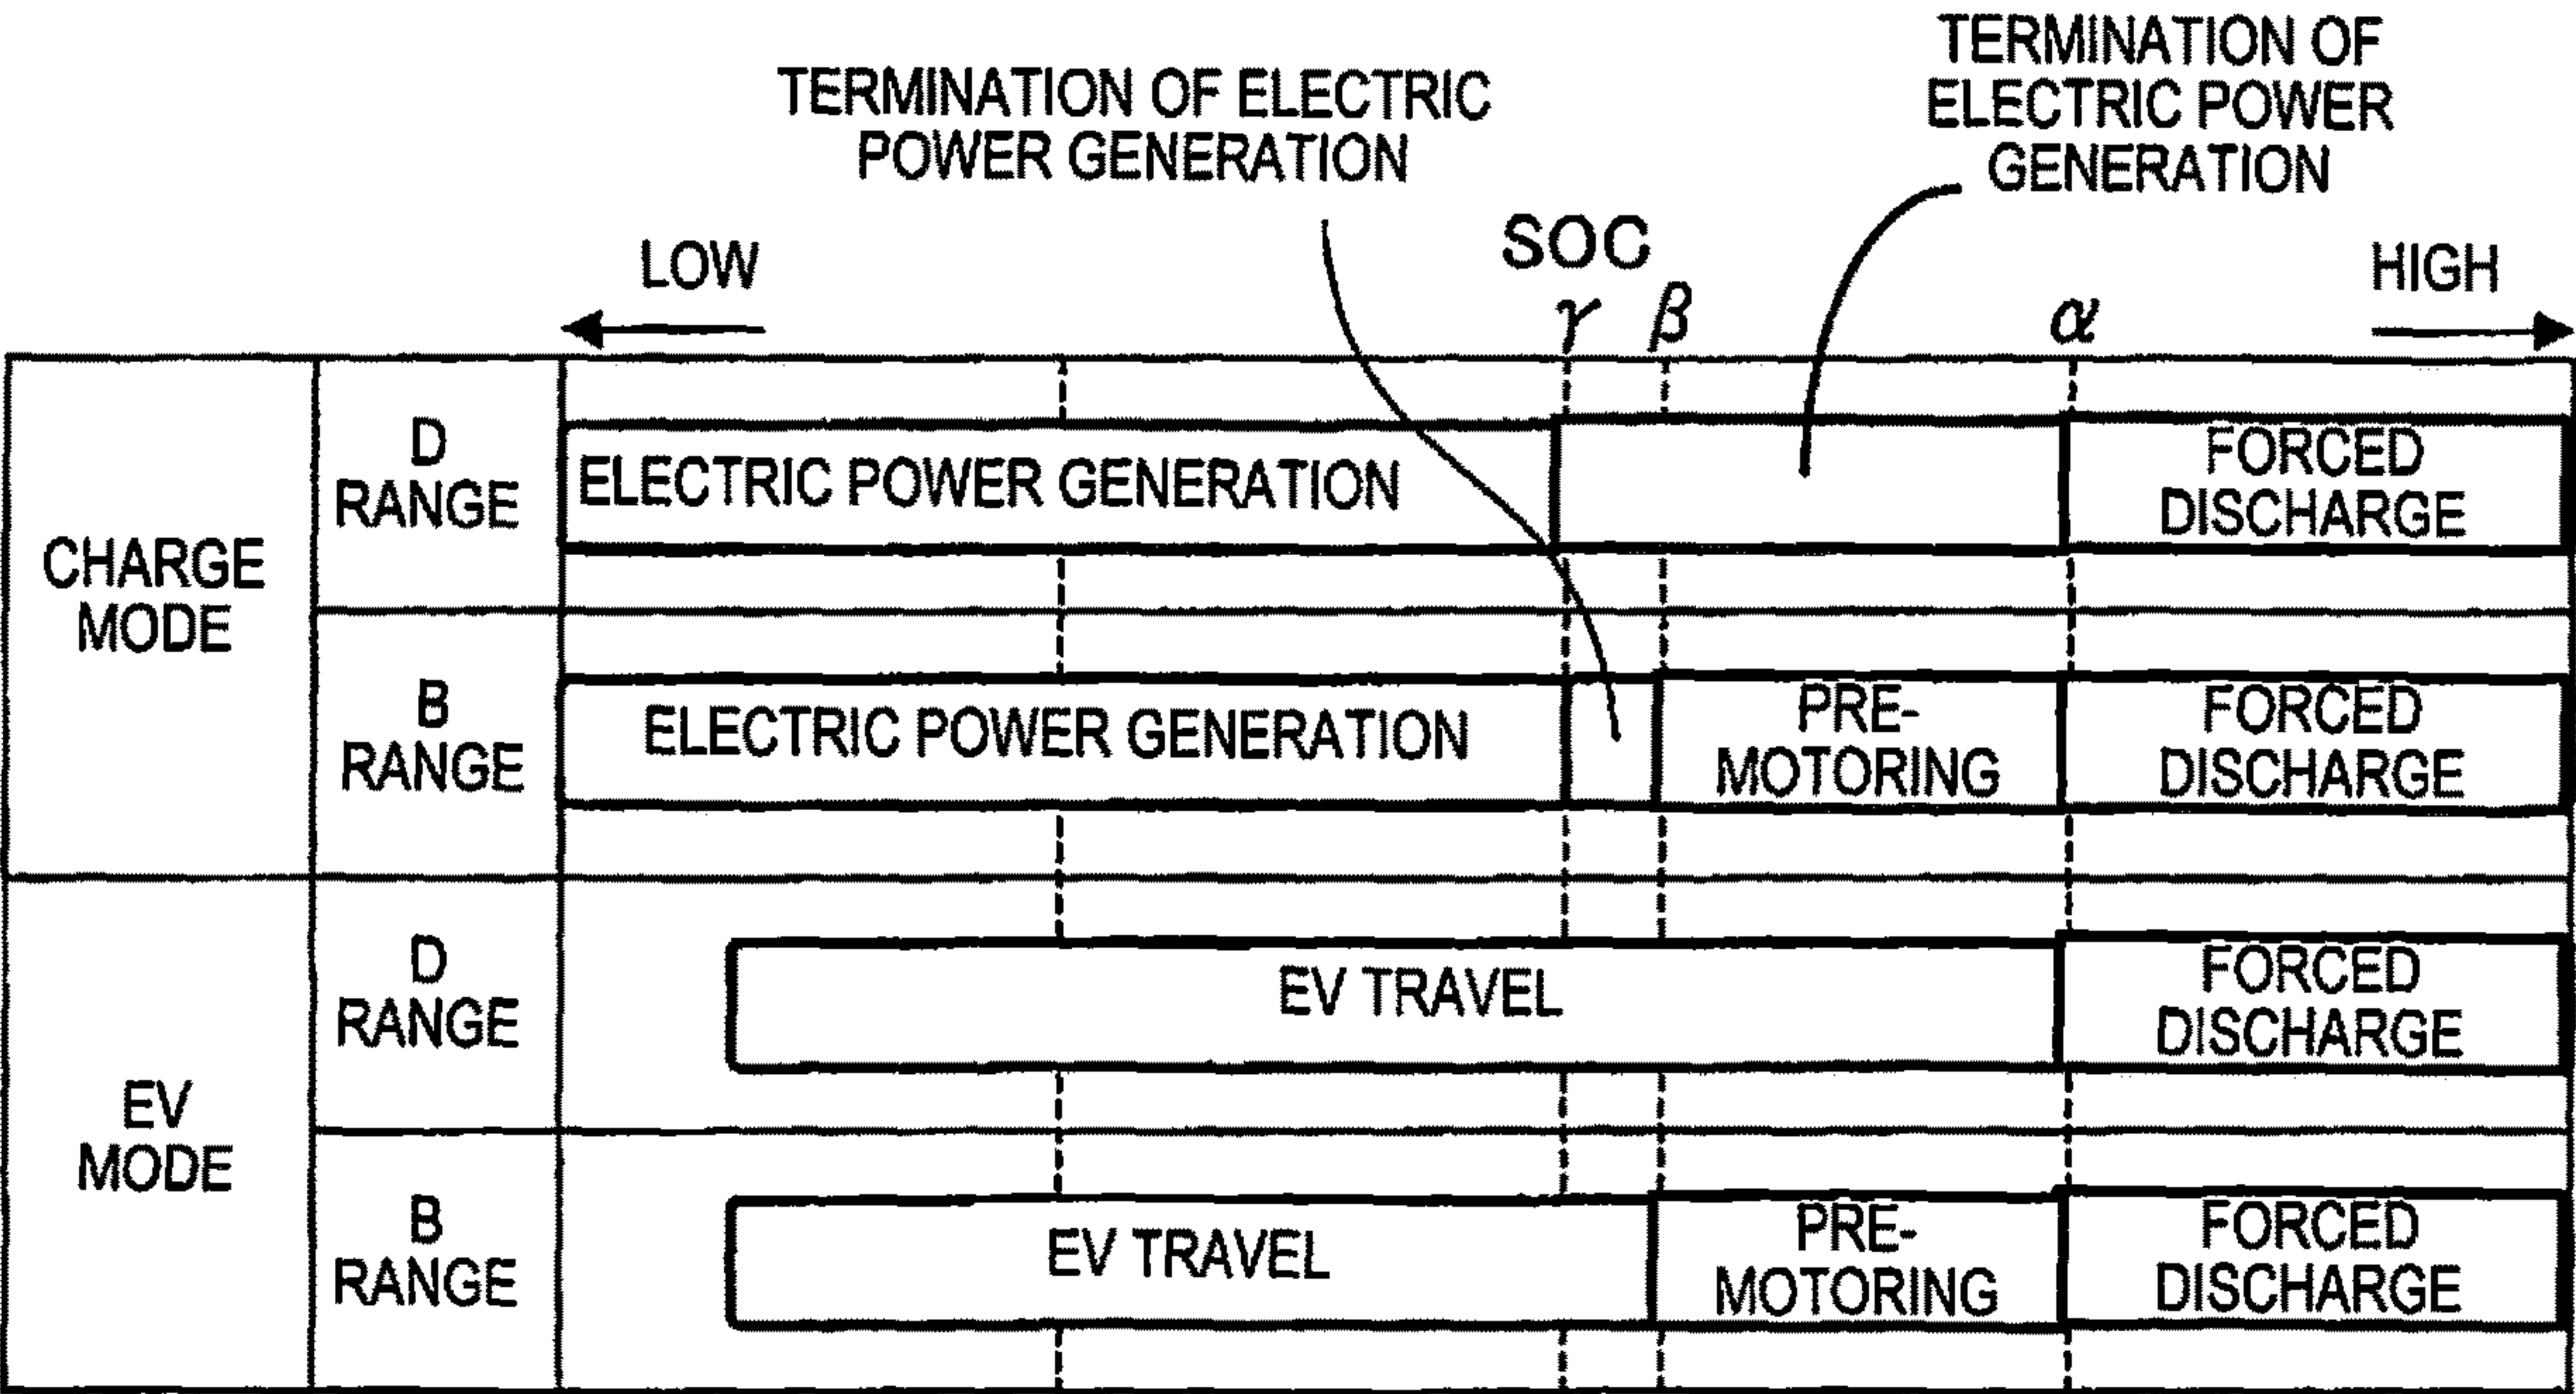 TERMINATION OF ELECTRIC
POWER GENERATION
TERMINATION OF
ELECTRIC POWER
GENERATION
LOW
SOC
HIGH
γ
β
α
CHARGE
MODE
D
RANGE
ELECTRIC POWER GENERATION
FORCED
DISCHARGE
B
RANGE
ELECTRIC POWER GENERATION
PRE-
MOTORING
FORCED
DISCHARGE
EV
MODE
D
RANGE
EV TRAVEL
FORCED
DISCHARGE
B
RANGE
EV TRAVEL
PRE-
MOTORING
FORCED
DISCHARGE